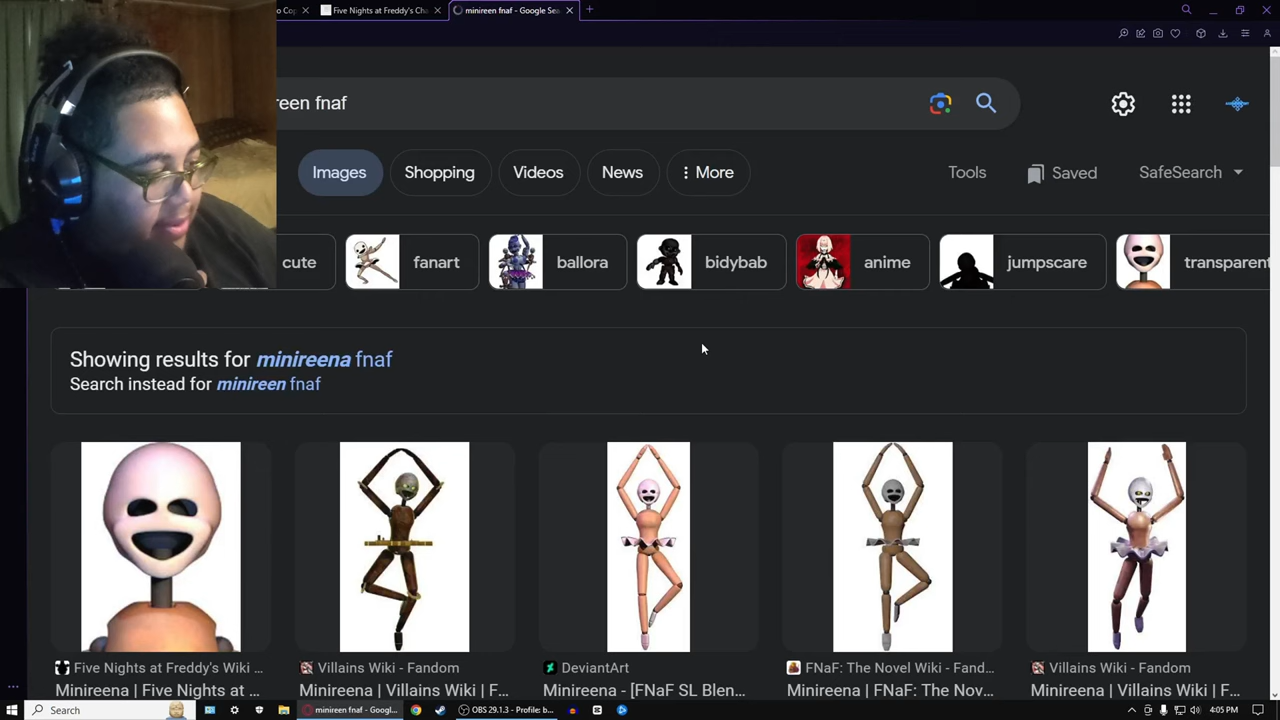 o Cop
Five Nights at Freddy's Cha
minireen fnaf - Google Sea
reen fnaf
Images
Shopping
Videos
News
More
Tools
Saved
SafeSearch
cute
fanart
ballora
bidybab
anime
jumpscare
transparent
Showing results for minireena fnaf
Search instead for minireen fnaf
Five Nights at Freddy's Wiki ...
Minireena | Five Nights at ...
Villains Wiki - Fandom
Minireena | Villains Wiki | F...
DeviantArt
Minireena - [FNaF SL Blen...
FNaF: The Novel Wiki - Fand...
Minireena | FNaF: The Nov...
Villains Wiki - Fandom
Minireena | Villains Wiki | F...
Search
minireen fnaf - Googl...
OBS 29.1.3 - Profile: b...
4:05 PM